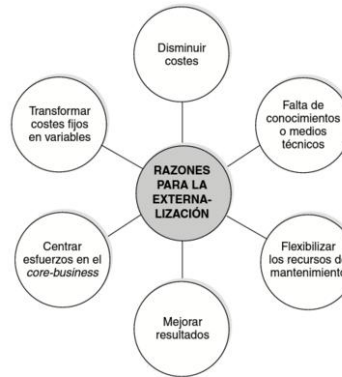 Disminuir
costes
Transformar
costes fijos
en variables
Falta de
conocimientos
o medios
técnicos
RAZONES
PARA LA
EXTERNA-
LIZACIÓN
Centrar
esfuerzos en el
core-business
Flexibilizar
los recursos de
mantenimiento
Mejorar
resultados